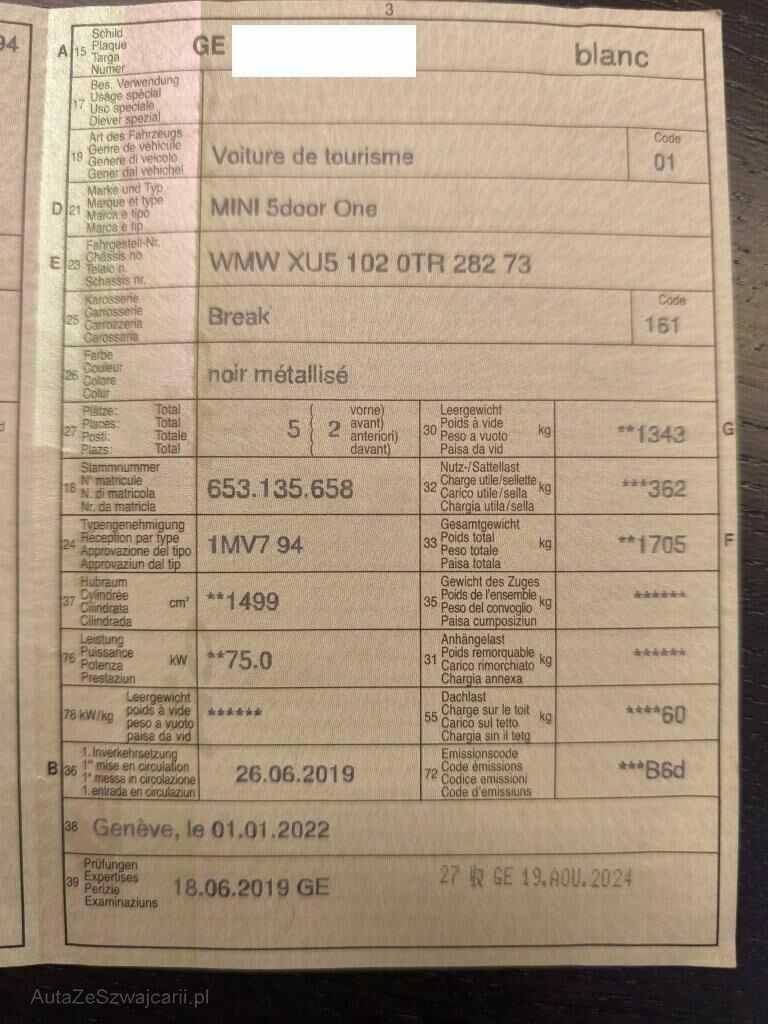 3
94
A 15 Schild
Plaque
Targa
Numer
GE
blanc
17 Bes. Verwendung
Usage spécial
Uso speciale
Diever spezial
19 Art des Fahrzeugs
Genre de véhicule
Genere di veicolo
Gener dal vehichel
Voiture de tourisme
Code
01
D 21 Marke und Typ
Marque et type
Marca e tipo
Marca e tip
MINI 5door One
E 23 Fahrgestell-Nr.
Châssis no
Telaio n.
Schassis nr.
WMW XU5 102 0TR 282 73
25 Karosserie
Carrosserie
Carrozzeria
Carossaria
Break
Code
161
26 Farbe
Couleur
Colore
Colur
noir métallisé
27 Plätze: Total
Places: Total
Posti: Totale
Plazs: Total
5 ( 2 vorne)
avant)
anteriori)
davant)
30 Leergewicht
Poids à vide
Peso a vuoto
Paisa da vid
kg
**1343
G
18 Stammnummer
N° matricule
N. di matricola
Nr. da matricla
653.135.658
32 Nutz-/Sattellast
Charge utile/sellette
Carico utile/sella
Chargia utila/sella
kg
***362
24 Typengenehmigung
Réception par type
Approvazione del tipo
Approvaziun dal tip
1MV7 94
33 Gesamtgewicht
Poids total
Peso totale
Paisa totala
kg
**1705
F
37 Hubraum
Cylindrée
Cilindrata
Cilindrada
cm³
**1499
35 Gewicht des Zuges
Poids de l'ensemble
Peso del convoglio
Paisa cumposiziun
kg
******
76 Leistung
Puissance
Potenza
Prestaziun
kW
**75.0
31 Anhängelast
Poids remorquable
Carico rimorchiato
Chargia annexa
kg
******
78 kW/kg Leergewicht
poids à vide
peso a vuoto
paisa da vid
******
55 Dachlast
Charge sur le toit
Carico sul tetto
Chargia sin il tetg
kg
****60
B 36 1. Inverkehrsetzung
1re mise en circulation
1a messa in circolazione
1. entrada en circulaziun
26.06.2019
72 Emissionscode
Code émissions
Codice emissioni
Code d'emissiuns
***B6d
38 Genève, le 01.01.2022
39 Prüfungen
Expertises
Perizie
Examinaziuns
18.06.2019 GE
27 GE 19.AOU.2024
AutaZeSzwajcarii.pl